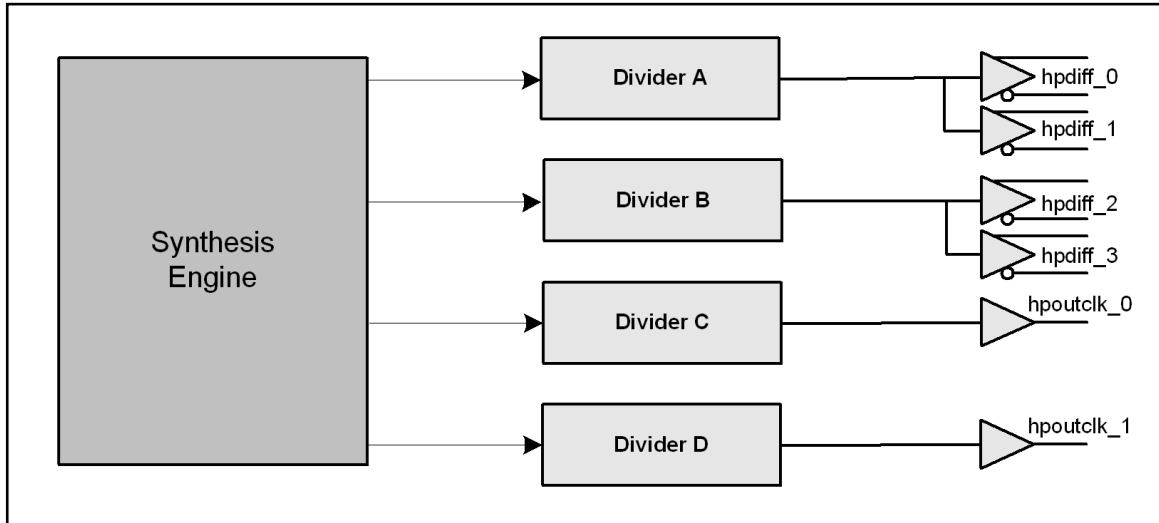 Synthesis
Engine
Divider A
hpdiff_0
hpdiff_1
Divider B
hpdiff_2
hpdiff_3
Divider C
hpoutclk_0
Divider D
hpoutclk_1